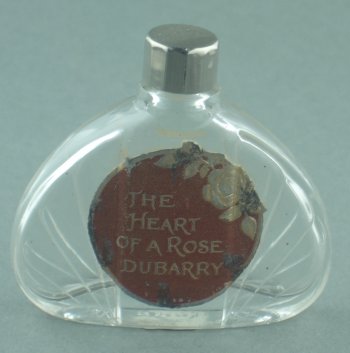 THE
HEART
OF A ROSE
DUBARRY